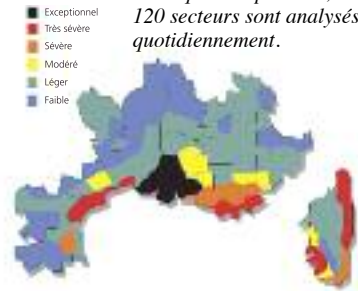 120 secteurs sont analysés
quotidiennement.
Exceptionnel
Très sévère
Sévère
Modéré
Léger
Faible